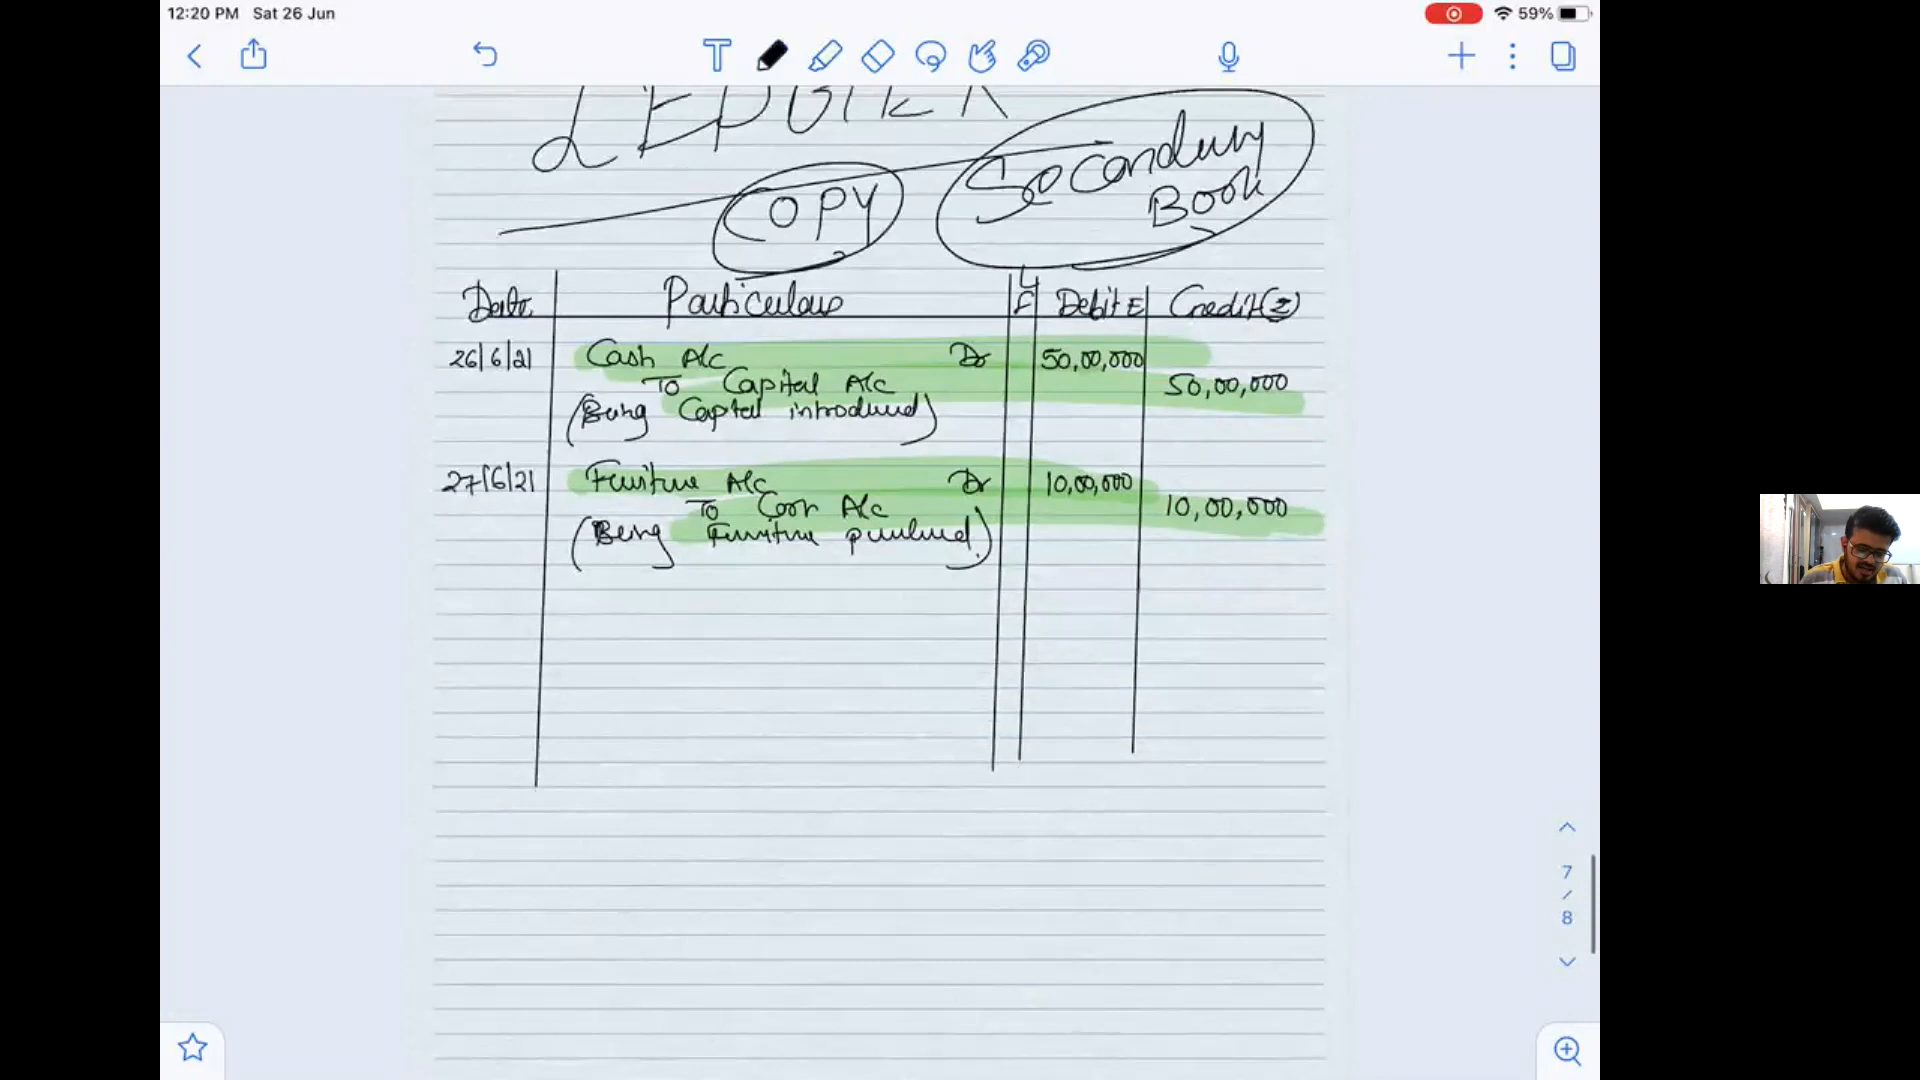 12:20 PM Sat 26 Jun
59%
LEDGER
COPY
Secondary
Book
Date Particulars LF Debit ₹ Credit (₹)
26/6/21 Cash A/c Dr 50,00,000
To Capital A/c 50,00,000
(Being Capital introduced)
27/6/21 Furniture A/c Dr 10,00,000
To Cash A/c 10,00,000
(Being Furniture purchased.)
7
/
8